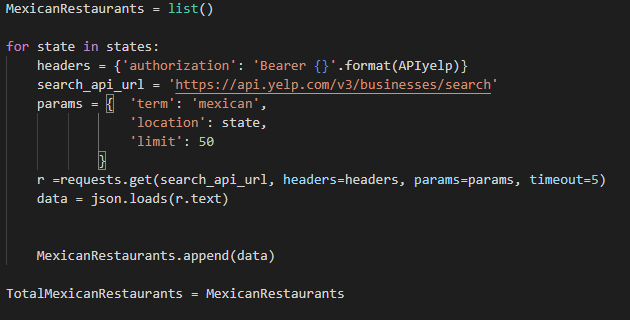 MexicanRestaurants = list()
for state in states:
headers = {'authorization': 'Bearer {}'.format(APIyelp)}
search_api_url = 'https://api.yelp.com/v3/businesses/search'
params = { 'term': 'mexican',
'location': state,
'limit': 50
}
r =requests.get(search_api_url, headers=headers, params=params, timeout=5)
data = json.loads(r.text)
MexicanRestaurants.append(data)
TotalMexicanRestaurants = MexicanRestaurants